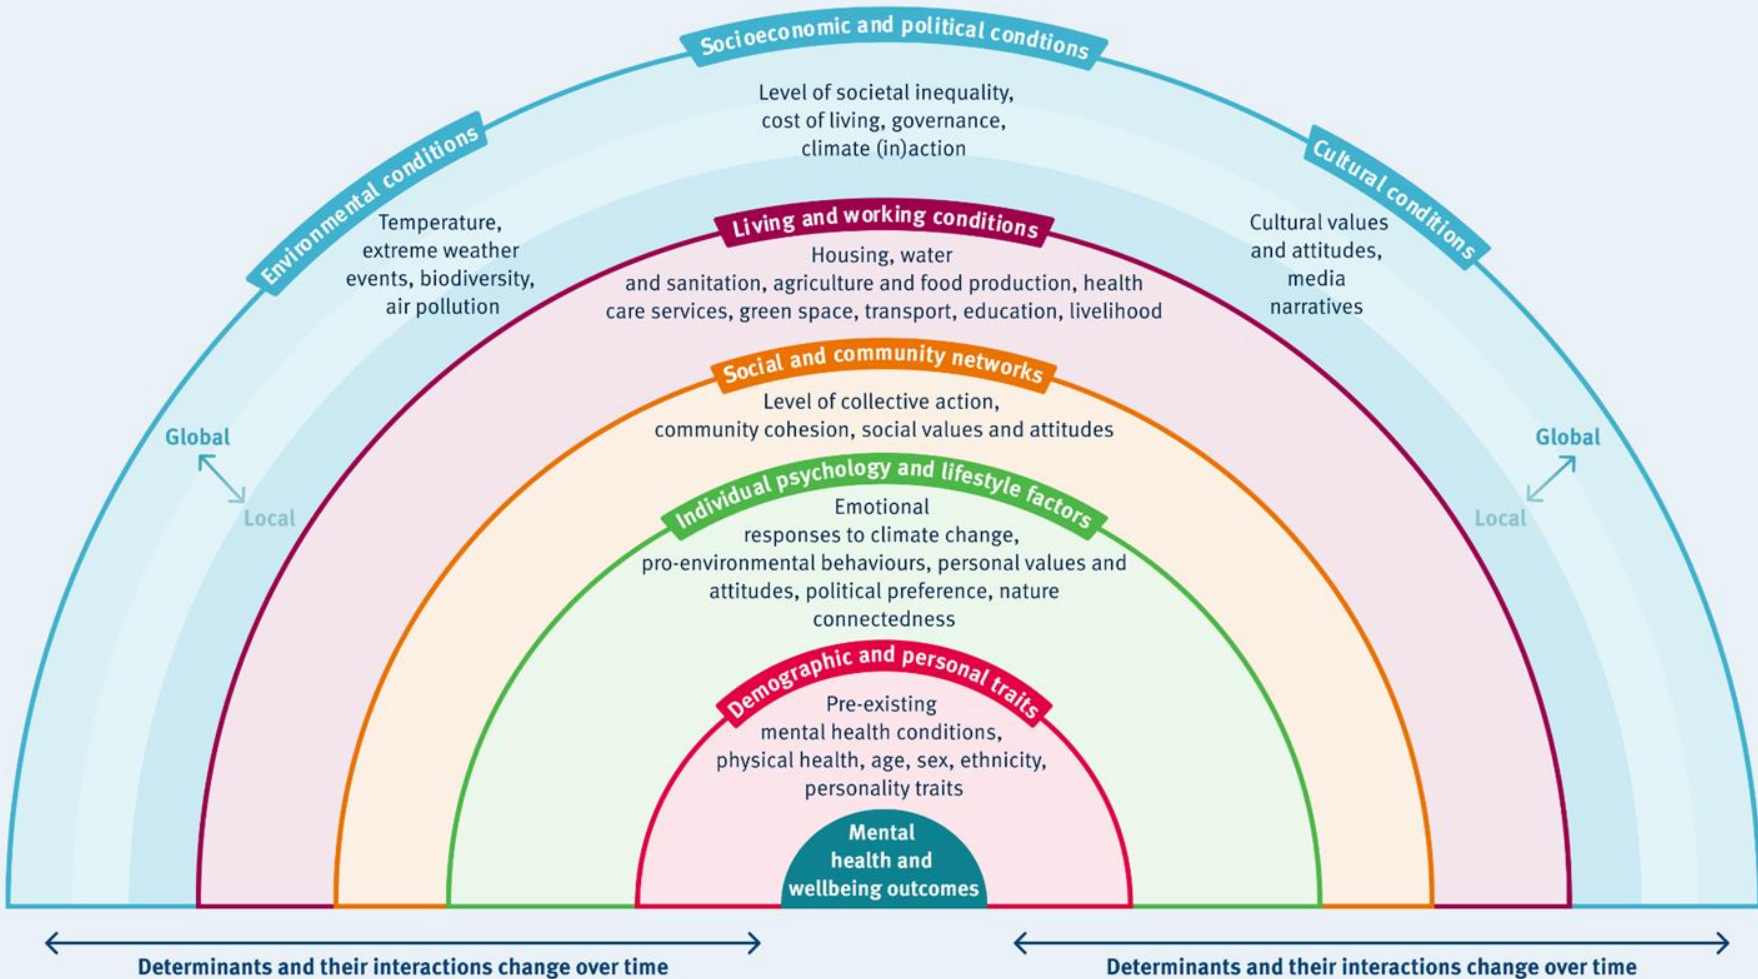 Socioeconomic and political condtions
Level of societal inequality,
cost of living, governance,
climate (in)action
Environmental conditions
Temperature,
extreme weather
events, biodiversity,
air pollution
Cultural conditions
Cultural values
and attitudes,
media
narratives
Living and working conditions
Housing, water
and sanitation, agriculture and food production, health
care services, green space, transport, education, livelihood
Social and community networks
Level of collective action,
community cohesion, social values and attitudes
Global
Local
Global
Local
Individual psychology and lifestyle factors
Emotional
responses to climate change,
pro-environmental behaviours, personal values and
attitudes, political preference, nature
connectedness
Demographic and personal traits
Pre-existing
mental health conditions,
physical health, age, sex, ethnicity,
personality traits
Mental
health and
wellbeing outcomes
Determinants and their interactions change over time
Determinants and their interactions change over time